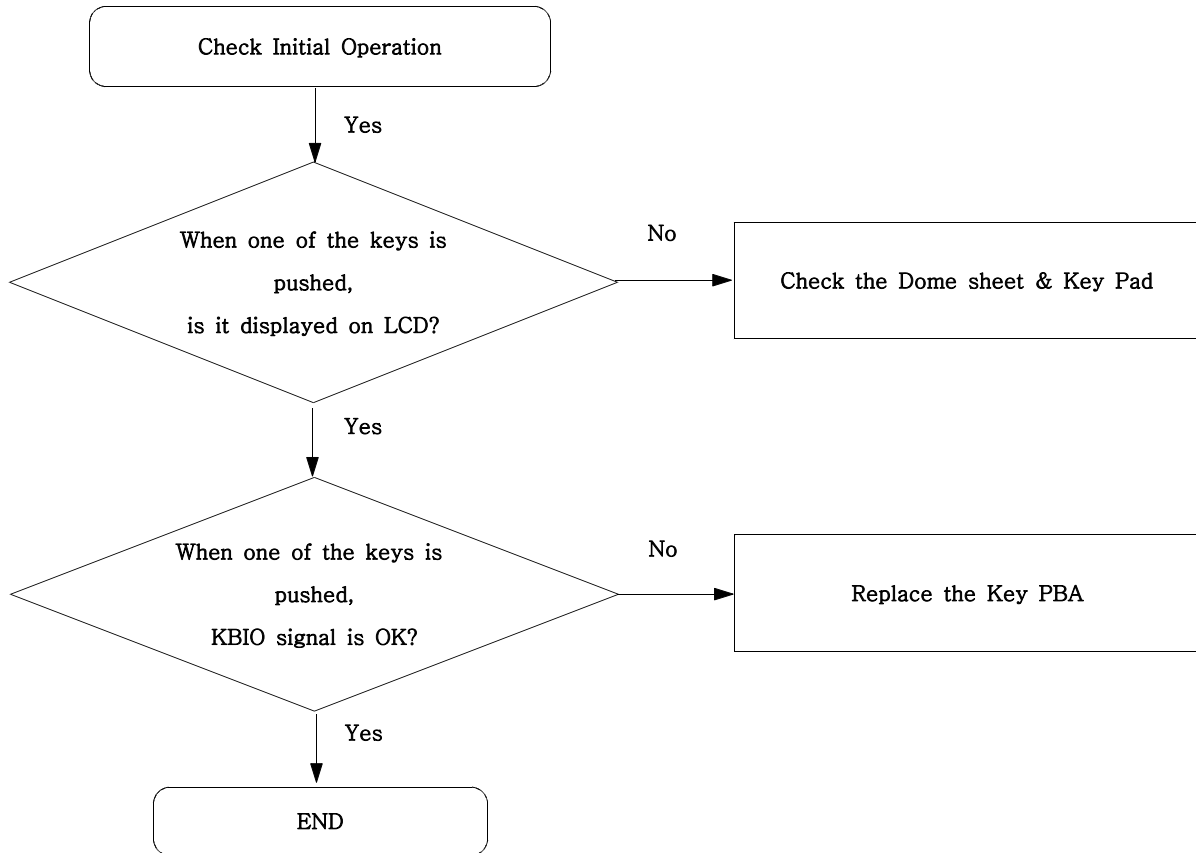 Check Initial Operation
Yes
When one of the keys is
pushed,
is it displayed on LCD?
No
Check the Dome sheet & Key Pad
Yes
When one of the keys is
pushed,
KBIO signal is OK?
No
Replace the Key PBA
Yes
END